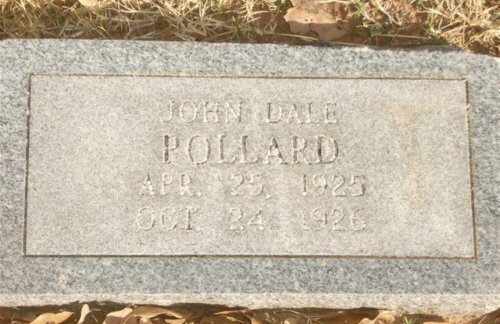 JOHN DALE
POLLARD
APR. 25, 1925
OCT 24 1926